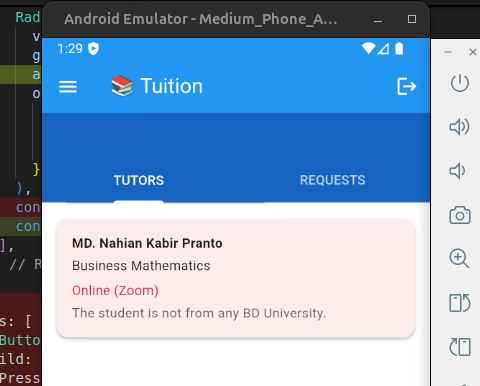 Android Emulator - Medium_Phone_A...
Rad
v
g
a
o
}
),
con
con
],
// R
s: [
Butto
ild:
Press
1:29
📚 Tuition
TUTORS
REQUESTS
MD. Nahian Kabir Pranto
Business Mathematics
Online (Zoom)
The student is not from any BD University.